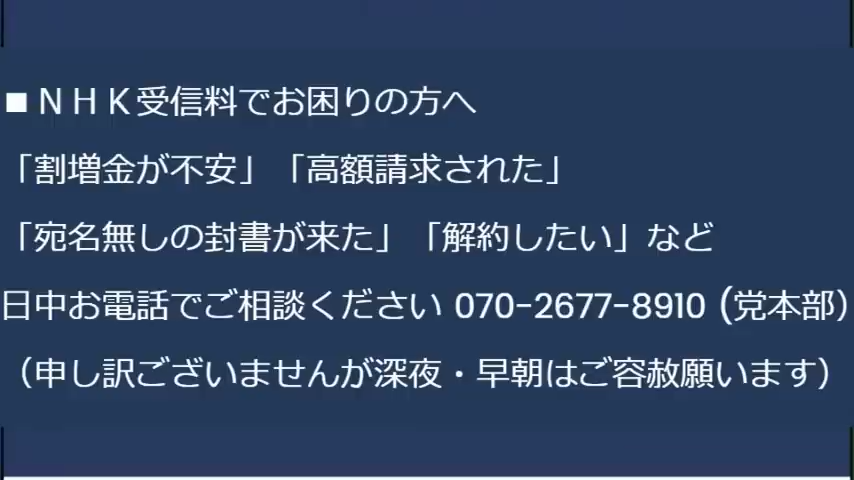 ■ＮＨＫ受信料でお困りの方へ
「割増金が不安」「高額請求された」
「宛名無しの封書が来た」「解約したい」など
日中お電話でご相談ください 070-2677-8910 (党本部)
（申し訳ございませんが深夜・早朝はご容赦願います）